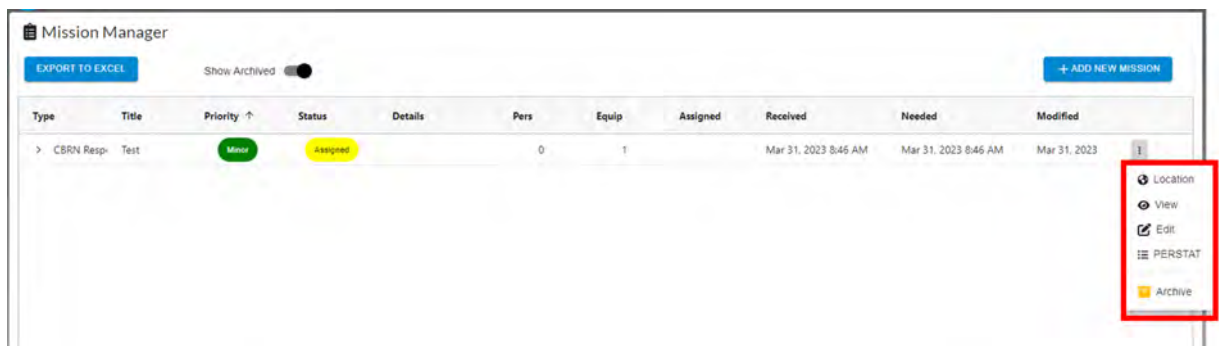 Mission Manager
EXPORT TO EXCEL Show Archived + ADD NEW MISSION
Type Title Priority ↑ Status Details Pers Equip Assigned Received Needed Modified
> CBRN Resp Test Minor Assigned 0 1 Mar 31, 2023 8:46 AM Mar 31, 2023 8:46 AM Mar 31, 2023
Location
View
Edit
PERSTAT
Archive